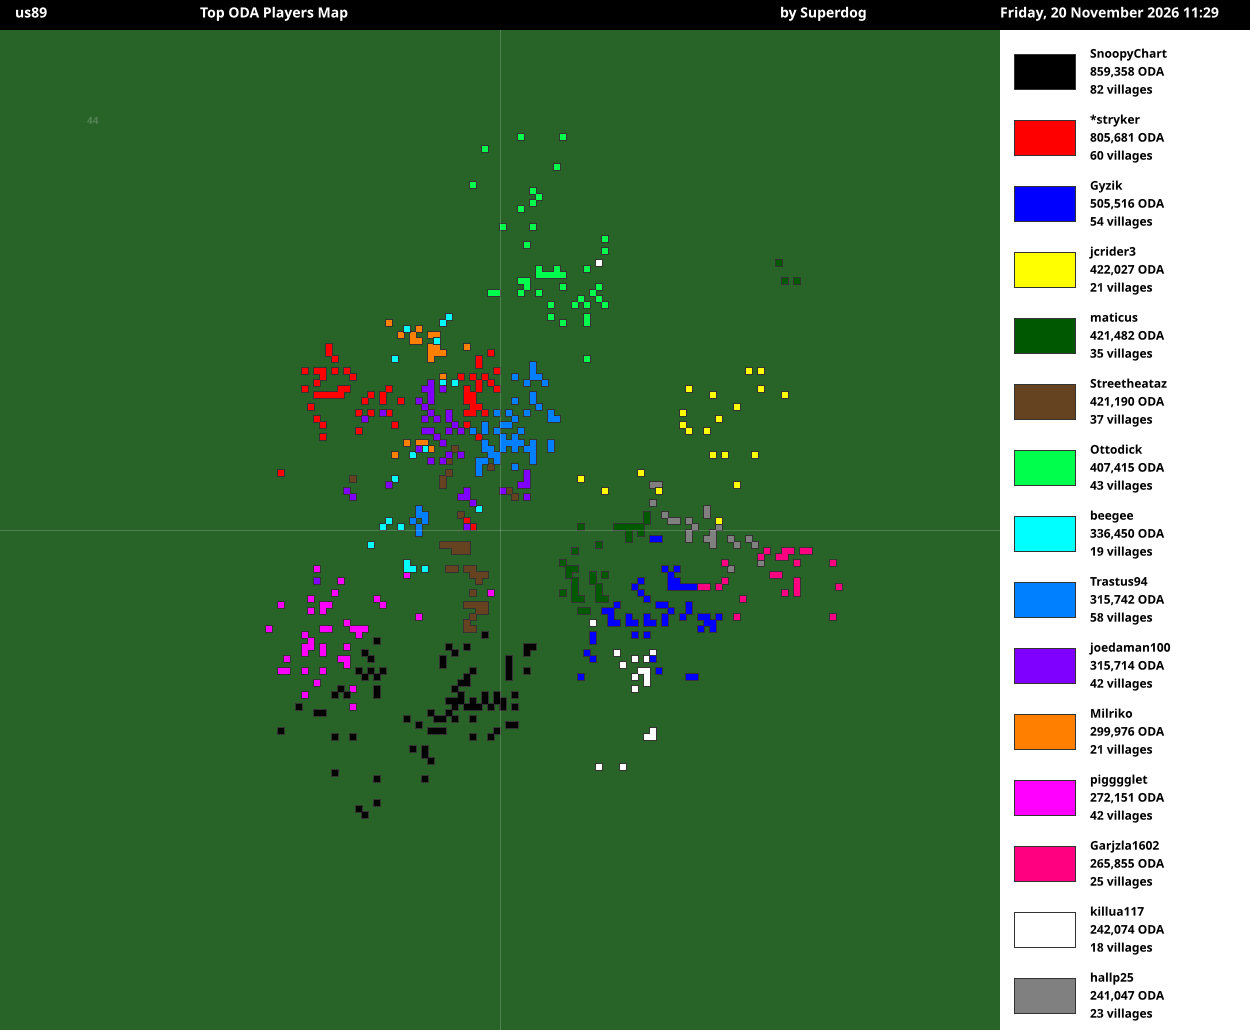 us89 Top ODA Players Map by Superdog Friday, 20 November 2026 11:29
44
SnoopyChart
859,358 ODA
82 villages
*stryker
805,681 ODA
60 villages
Gyzik
505,516 ODA
54 villages
jcrider3
422,027 ODA
21 villages
maticus
421,482 ODA
35 villages
Streetheataz
421,190 ODA
37 villages
Ottodick
407,415 ODA
43 villages
beegee
336,450 ODA
19 villages
Trastus94
315,742 ODA
58 villages
joedaman100
315,714 ODA
42 villages
Milriko
299,976 ODA
21 villages
pigggglet
272,151 ODA
42 villages
Garjzla1602
265,855 ODA
25 villages
killua117
242,074 ODA
18 villages
hallp25
241,047 ODA
23 villages